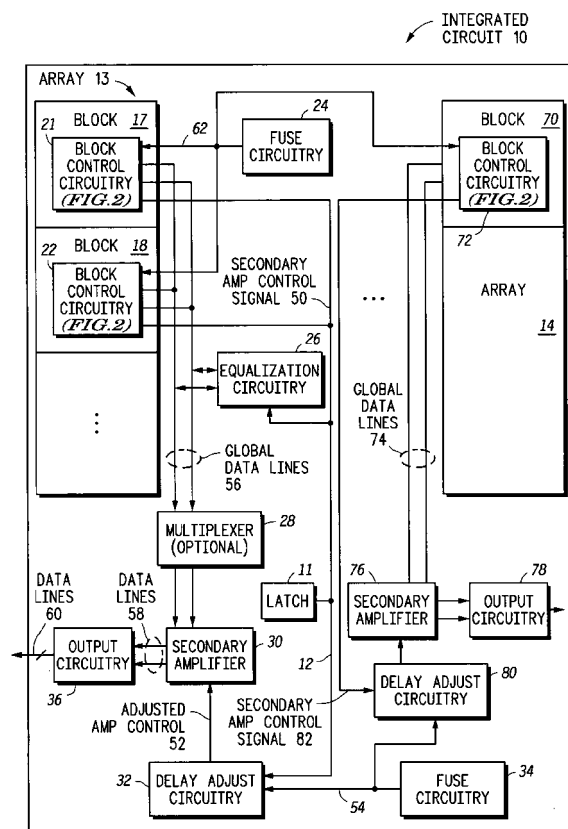 INTEGRATED
CIRCUIT 10
ARRAY 13
BLOCK 17
21
BLOCK
CONTROL
CIRCUITRY
(FIG.2)
62
24
FUSE
CIRCUITRY
BLOCK 70
BLOCK
CONTROL
CIRCUITRY
(FIG.2)
72
BLOCK 18
22
BLOCK
CONTROL
CIRCUITRY
(FIG.2)
SECONDARY
AMP CONTROL
SIGNAL 50
...
ARRAY
14
26
EQUALIZATION
CIRCUITRY
...
GLOBAL
DATA LINES
56
GLOBAL
DATA LINES
74
28
MULTIPLEXER
(OPTIONAL)
DATA
LINES
60
DATA
LINES
58
11
LATCH
76
SECONDARY
AMPLIFIER
78
OUTPUT
CIRCUITRY
30
SECONDARY
AMPLIFIER
OUTPUT
CIRCUITRY
36
12
80
DELAY ADJUST
CIRCUITRY
ADJUSTED
AMP CONTROL
52
SECONDARY
AMP CONTROL
SIGNAL 82
32
DELAY ADJUST
CIRCUITRY
54
34
FUSE
CIRCUITRY